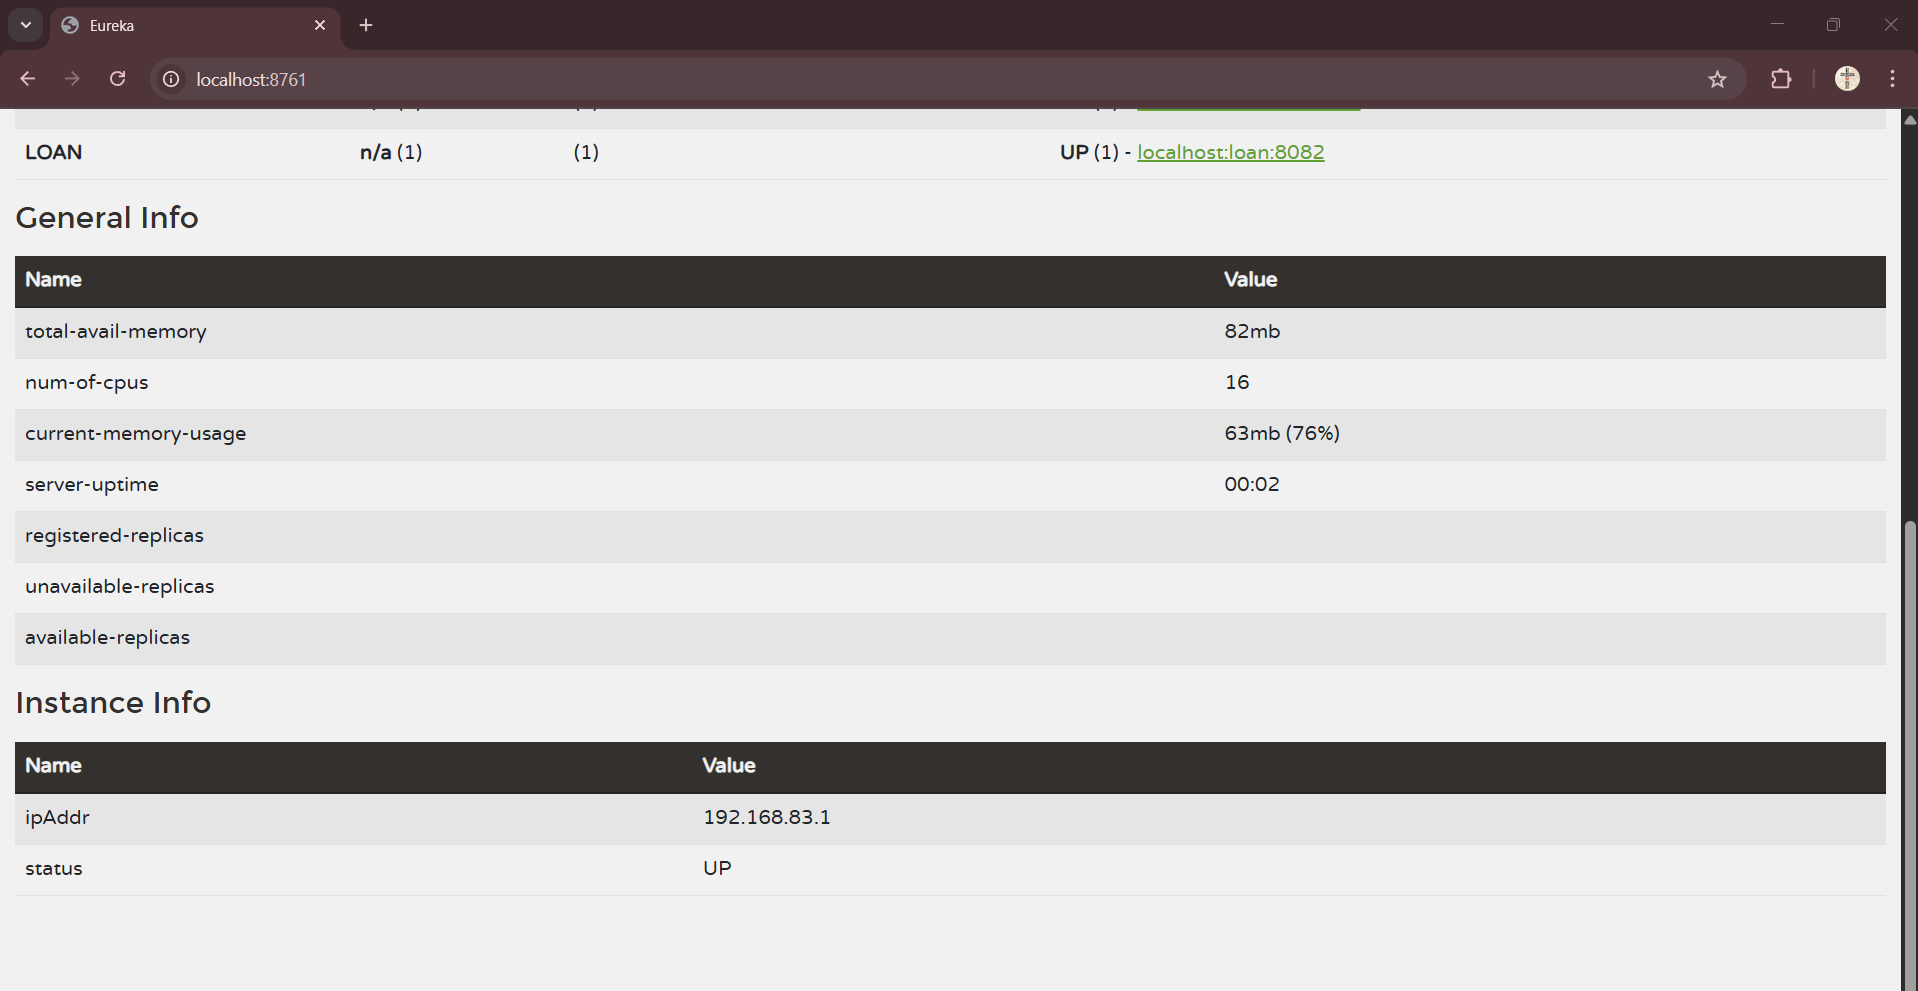 Eureka
localhost:8761
LOAN n/a (1) (1) UP (1) - localhost:loan:8082
General Info
Name Value
total-avail-memory 82mb
num-of-cpus 16
current-memory-usage 63mb (76%)
server-uptime 00:02
registered-replicas
unavailable-replicas
available-replicas
Instance Info
Name Value
ipAddr 192.168.83.1
status UP